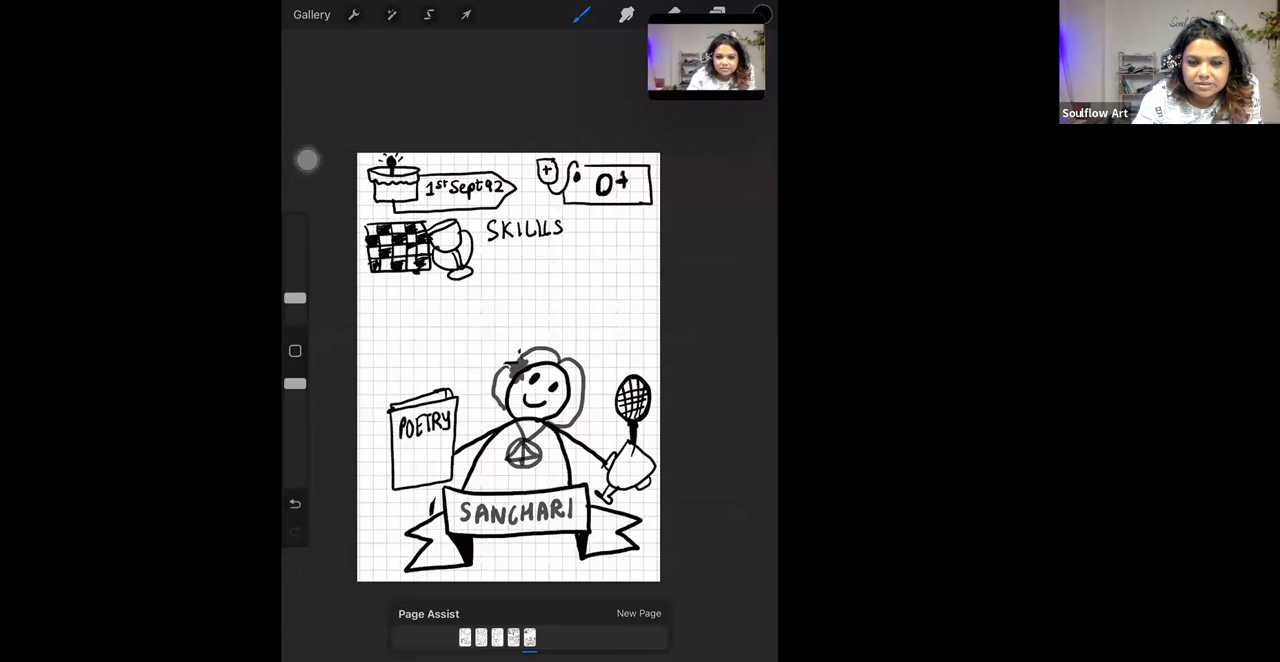 Gallery
Soulflow Art
1st Sept 92
O+
SKILLS
POETRY
SANCHARI
Page Assist
New Page